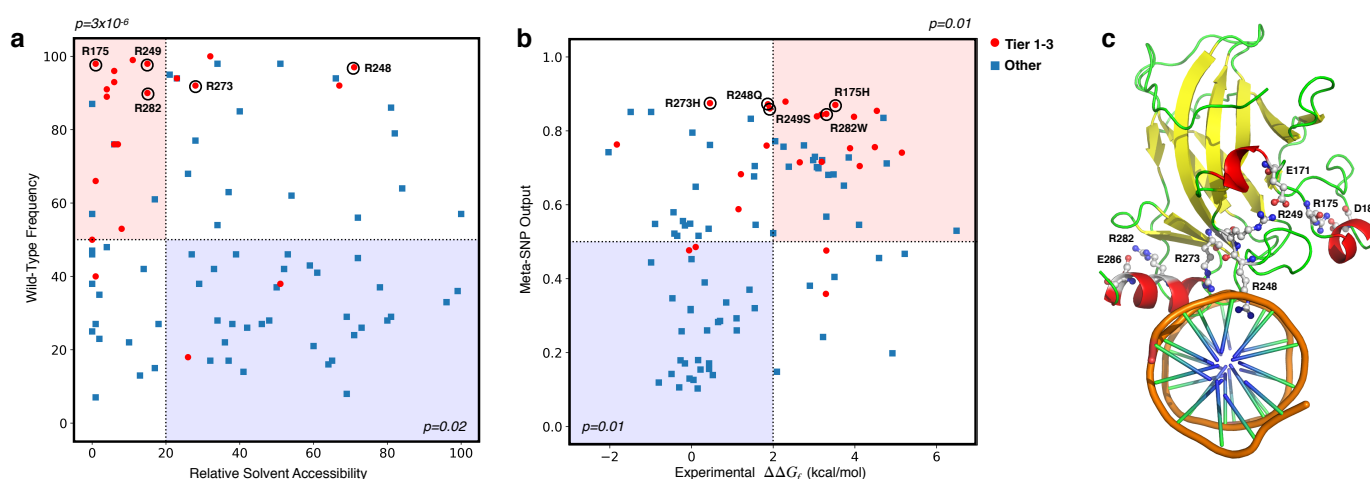 a
p=3x10-6
Wild-Type Frequency
100
80
60
40
20
0
0
20
40
60
80
100
Relative Solvent Accessibility
R175
R249
R282
R273
R248
p=0.02
b
p=0.01
Meta-SNP Output
1.0
0.8
0.6
0.4
0.2
0.0
−2
0
2
4
6
Experimental ΔΔGf (kcal/mol)
R273H
R248Q
R249S
R175H
R282W
p=0.01
Tier 1-3
Other
c
E171
R249
R175
D18
R282
E286
R273
R248